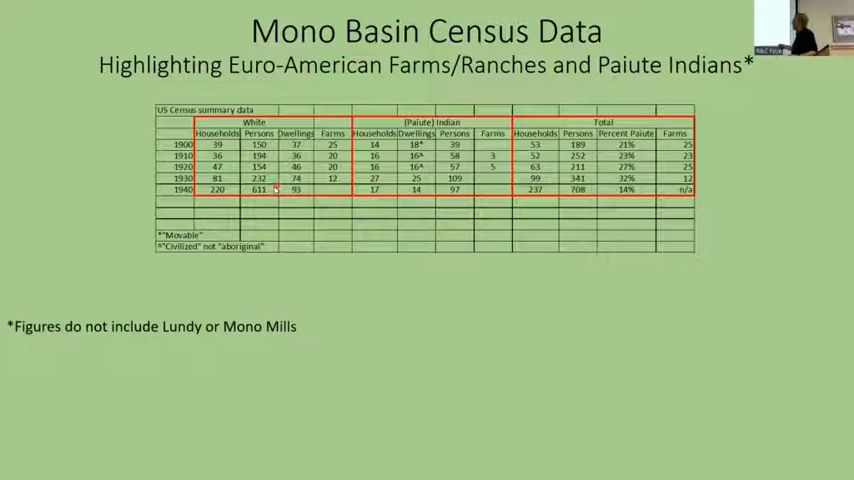 Mono Basin Census Data
Highlighting Euro-American Farms/Ranches and Paiute Indians*
US Census summary data
White (Paiute) Indian Total
Households Persons Dwellings Farms Households Dwellings Persons Farms Households Persons Percent Paiute Farms
1900 39 150 37 25 14 18* 39 53 189 21% 25
1910 36 194 36 20 16 16^ 58 3 52 252 23% 23
1920 47 154 46 20 16 16^ 57 5 63 211 27% 25
1930 81 232 74 12 27 25 109 99 341 32% 12
1940 220 611 93 17 14 97 237 708 14% n/a
*"Movable"
^"Civilized" not "aboriginal"
*Figures do not include Lundy or Mono Mills